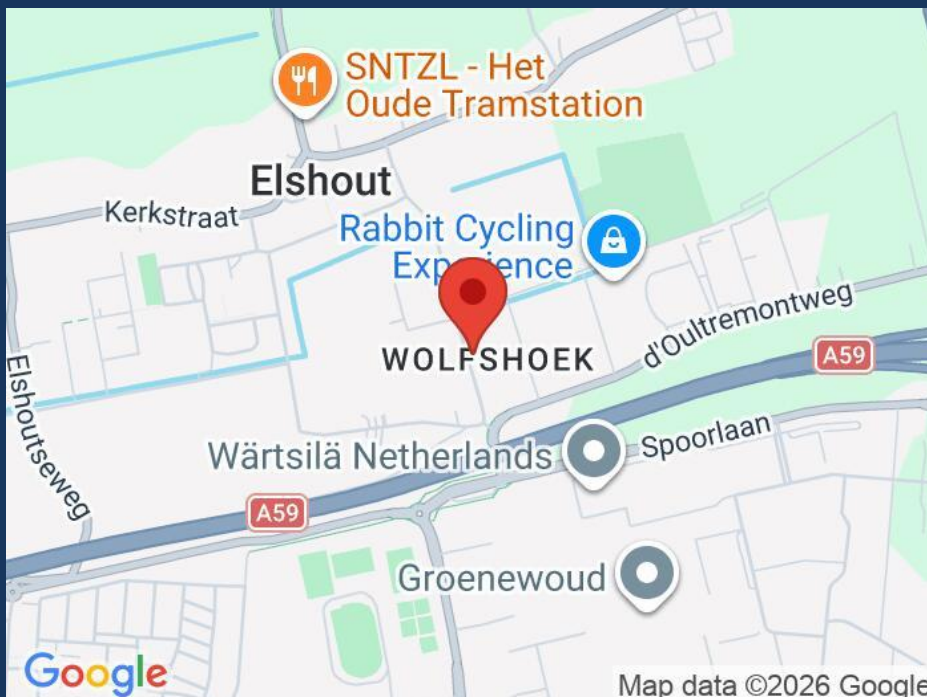 SNTZL - Het
Oude Tramstation
Elshout
Kerkstraat
Rabbit Cycling
Experience
d'Oultremontweg
WOLFSHOEK
A59
Elshoutseweg
Spoorlaan
Wärtsilä Netherlands
A59
Groenewoud
Google
Map data ©2026 Google